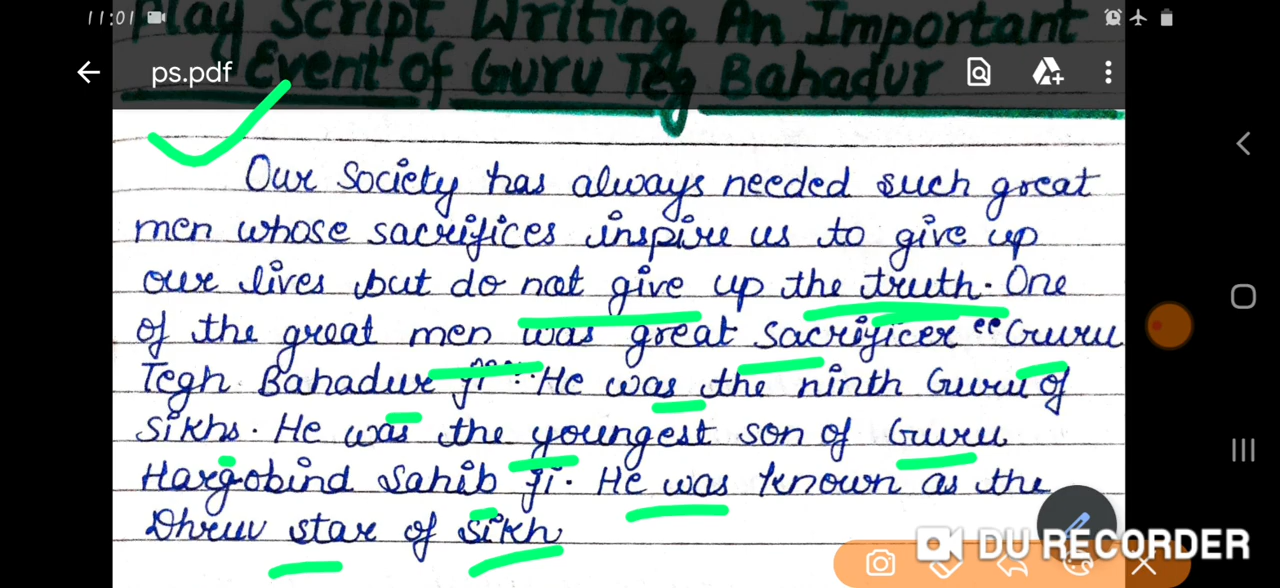 11:01
Play Script Writing An Important
Event Of Guru Teg Bahadur
ps.pdf
Our Society has always needed such great
men whose sacrifices inspire us to give up
our lives but do not give up the truth. One
of the great men was great sacrificer "Guru
Tegh Bahadur ji". He was the ninth Guru of
Sikhs. He was the youngest son of Guru
Hargobind Sahib ji. He was known as the
Dhruv star of sikh
DU RECORDER